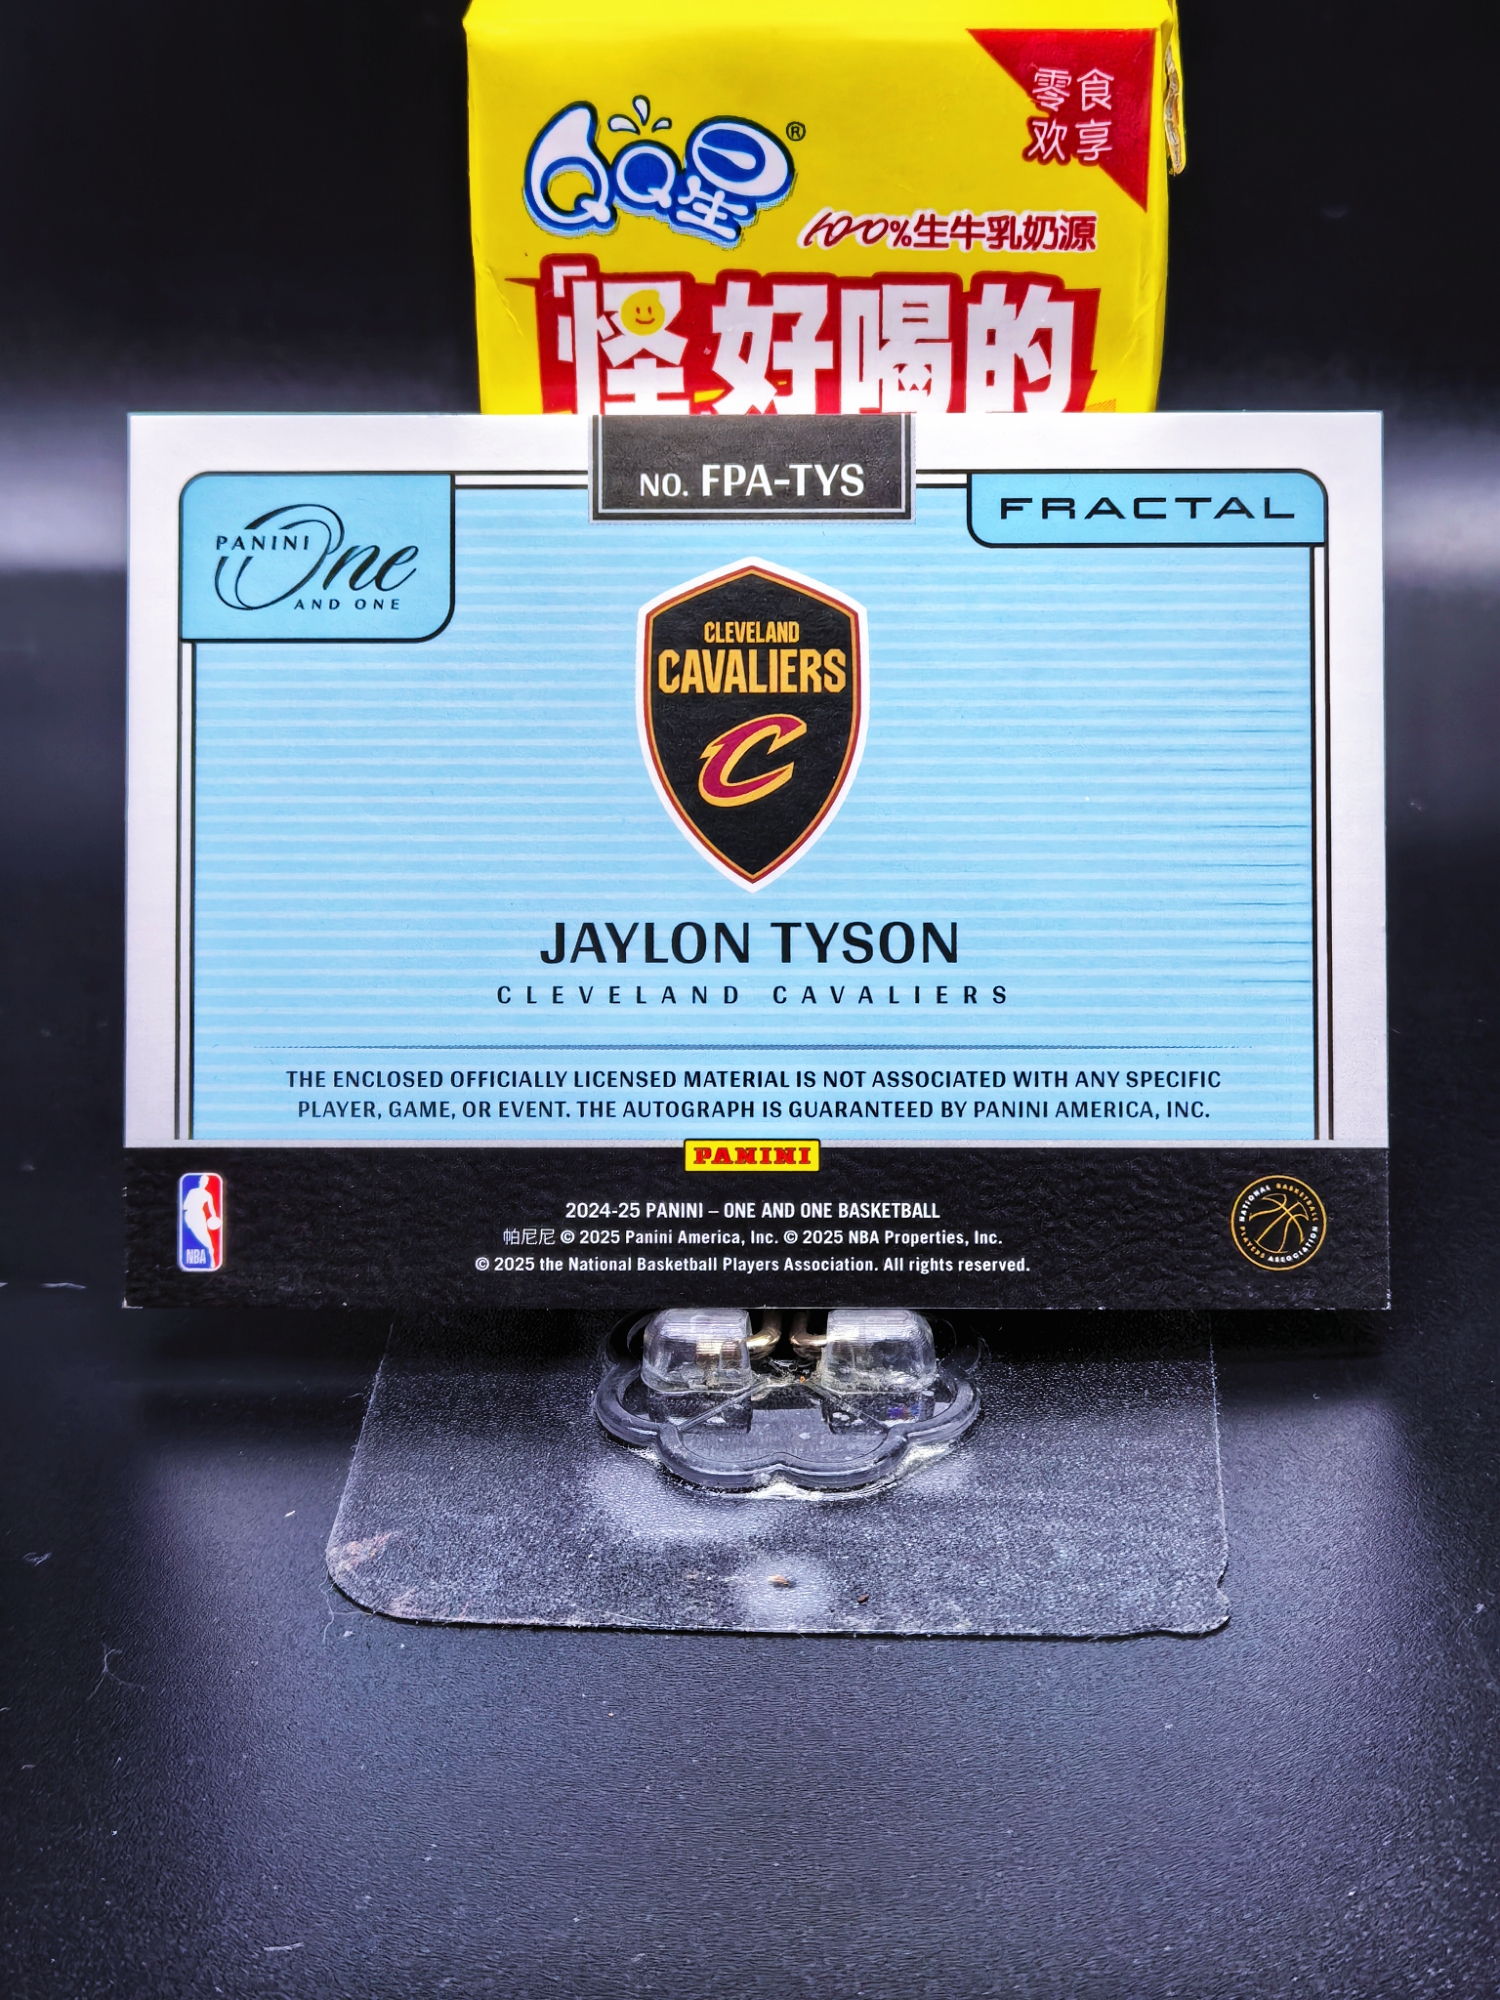 QQ星®
零食
欢享
100%生牛乳奶源
「怪好喝的
NO. FPA-TYS
PANINI One
AND ONE
FRACTAL
CLEVELAND
CAVALIERS
C
JAYLON TYSON
CLEVELAND CAVALIERS
THE ENCLOSED OFFICIALLY LICENSED MATERIAL IS NOT ASSOCIATED WITH ANY SPECIFIC
PLAYER, GAME, OR EVENT. THE AUTOGRAPH IS GUARANTEED BY PANINI AMERICA, INC.
PANINI
NBA
2024-25 PANINI – ONE AND ONE BASKETBALL
帕尼尼 © 2025 Panini America, Inc. © 2025 NBA Properties, Inc.
© 2025 the National Basketball Players Association. All rights reserved.
NATIONAL BASKETBALL
PLAYERS ASSOCIATION